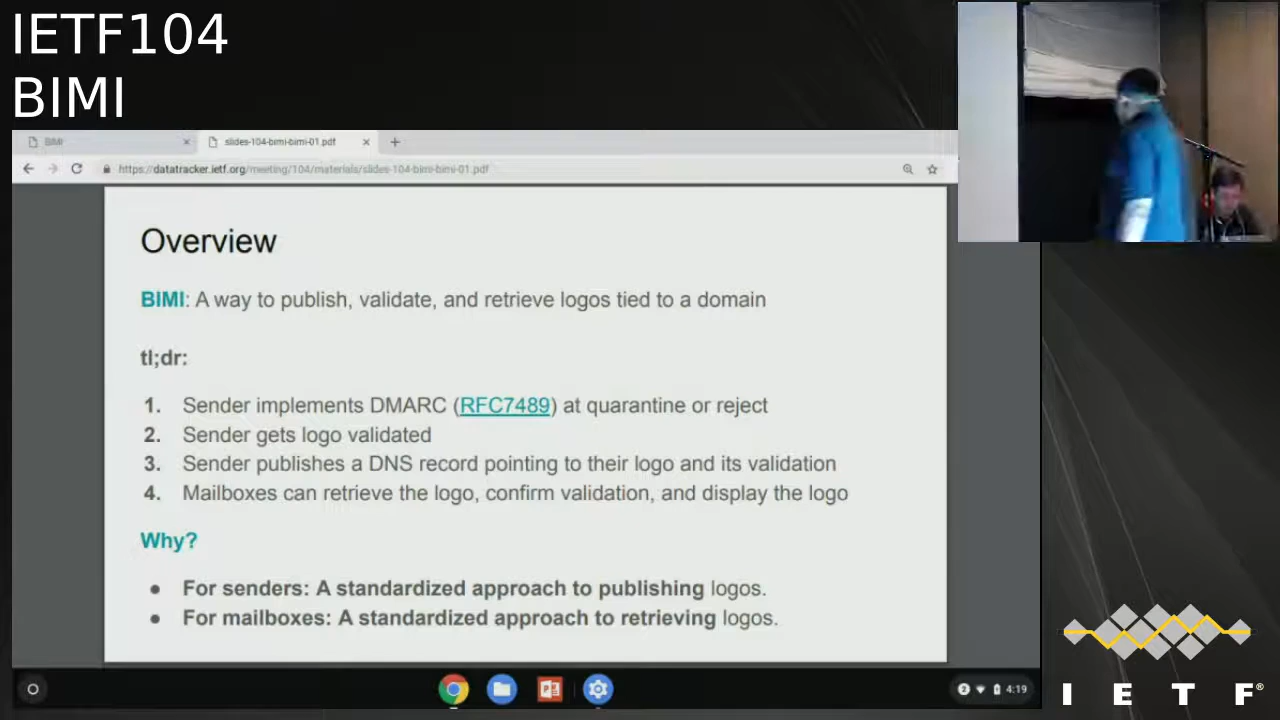 IETF104
BIMI
BIMI
slides-104-bimi-bimi-01.pdf
https://datatracker.ietf.org/meeting/104/materials/slides-104-bimi-bimi-01.pdf
Overview
BIMI: A way to publish, validate, and retrieve logos tied to a domain
tl;dr:
1. Sender implements DMARC (RFC7489) at quarantine or reject
2. Sender gets logo validated
3. Sender publishes a DNS record pointing to their logo and its validation
4. Mailboxes can retrieve the logo, confirm validation, and display the logo
Why?
● For senders: A standardized approach to publishing logos.
● For mailboxes: A standardized approach to retrieving logos.
2 4:19
I E T F®